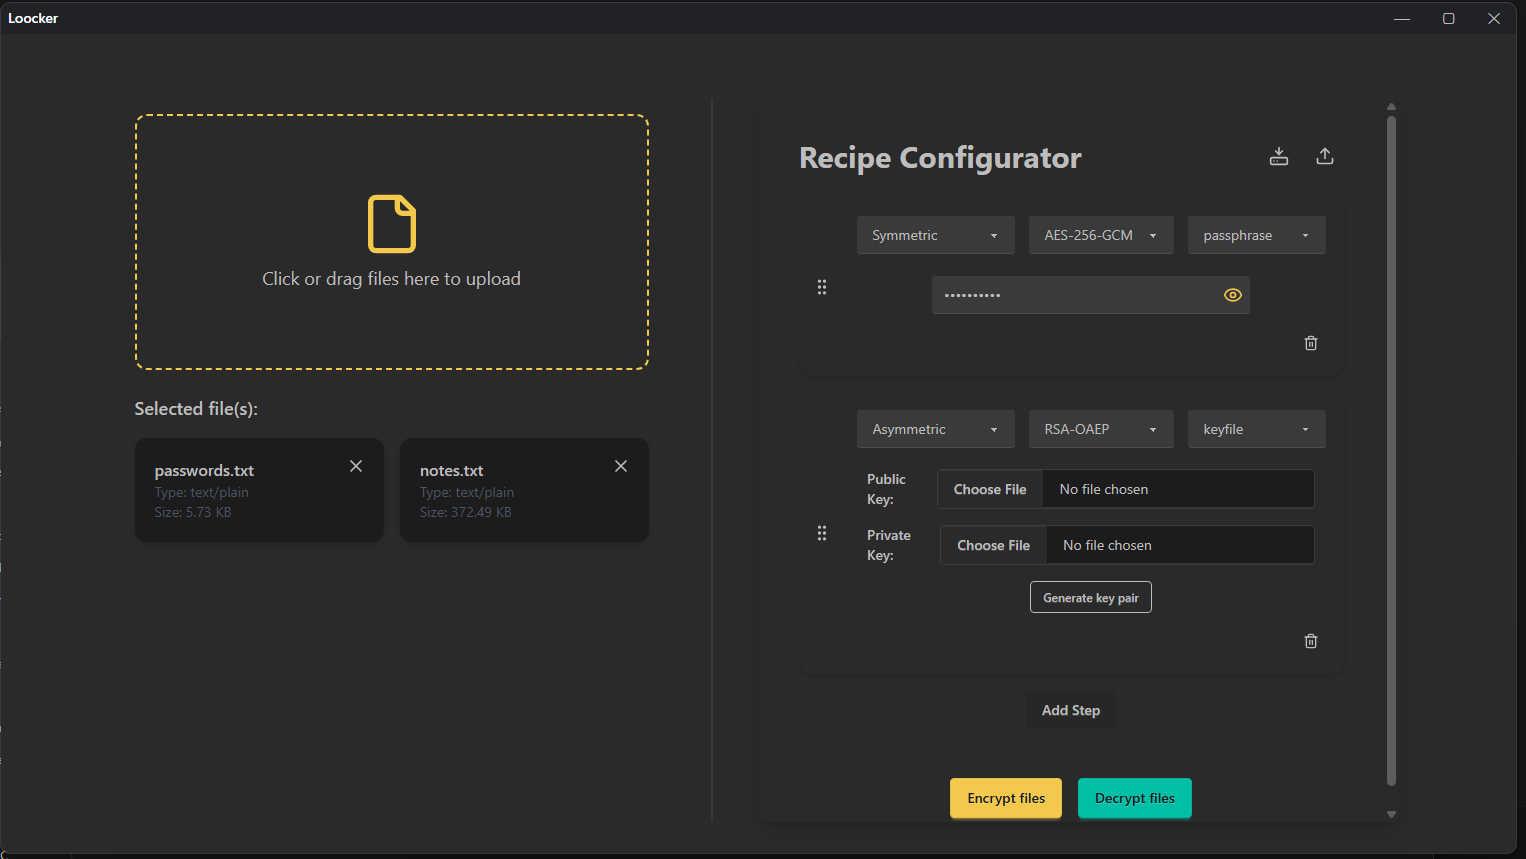 Loocker
Click or drag files here to upload
Selected file(s):
passwords.txt
Type: text/plain
Size: 5.73 KB
notes.txt
Type: text/plain
Size: 372.49 KB
Recipe Configurator
Symmetric
AES-256-GCM
passphrase
••••••••••
Asymmetric
RSA-OAEP
keyfile
Public
Key:
Choose File
No file chosen
Private
Key:
Choose File
No file chosen
Generate key pair
Add Step
Encrypt files
Decrypt files